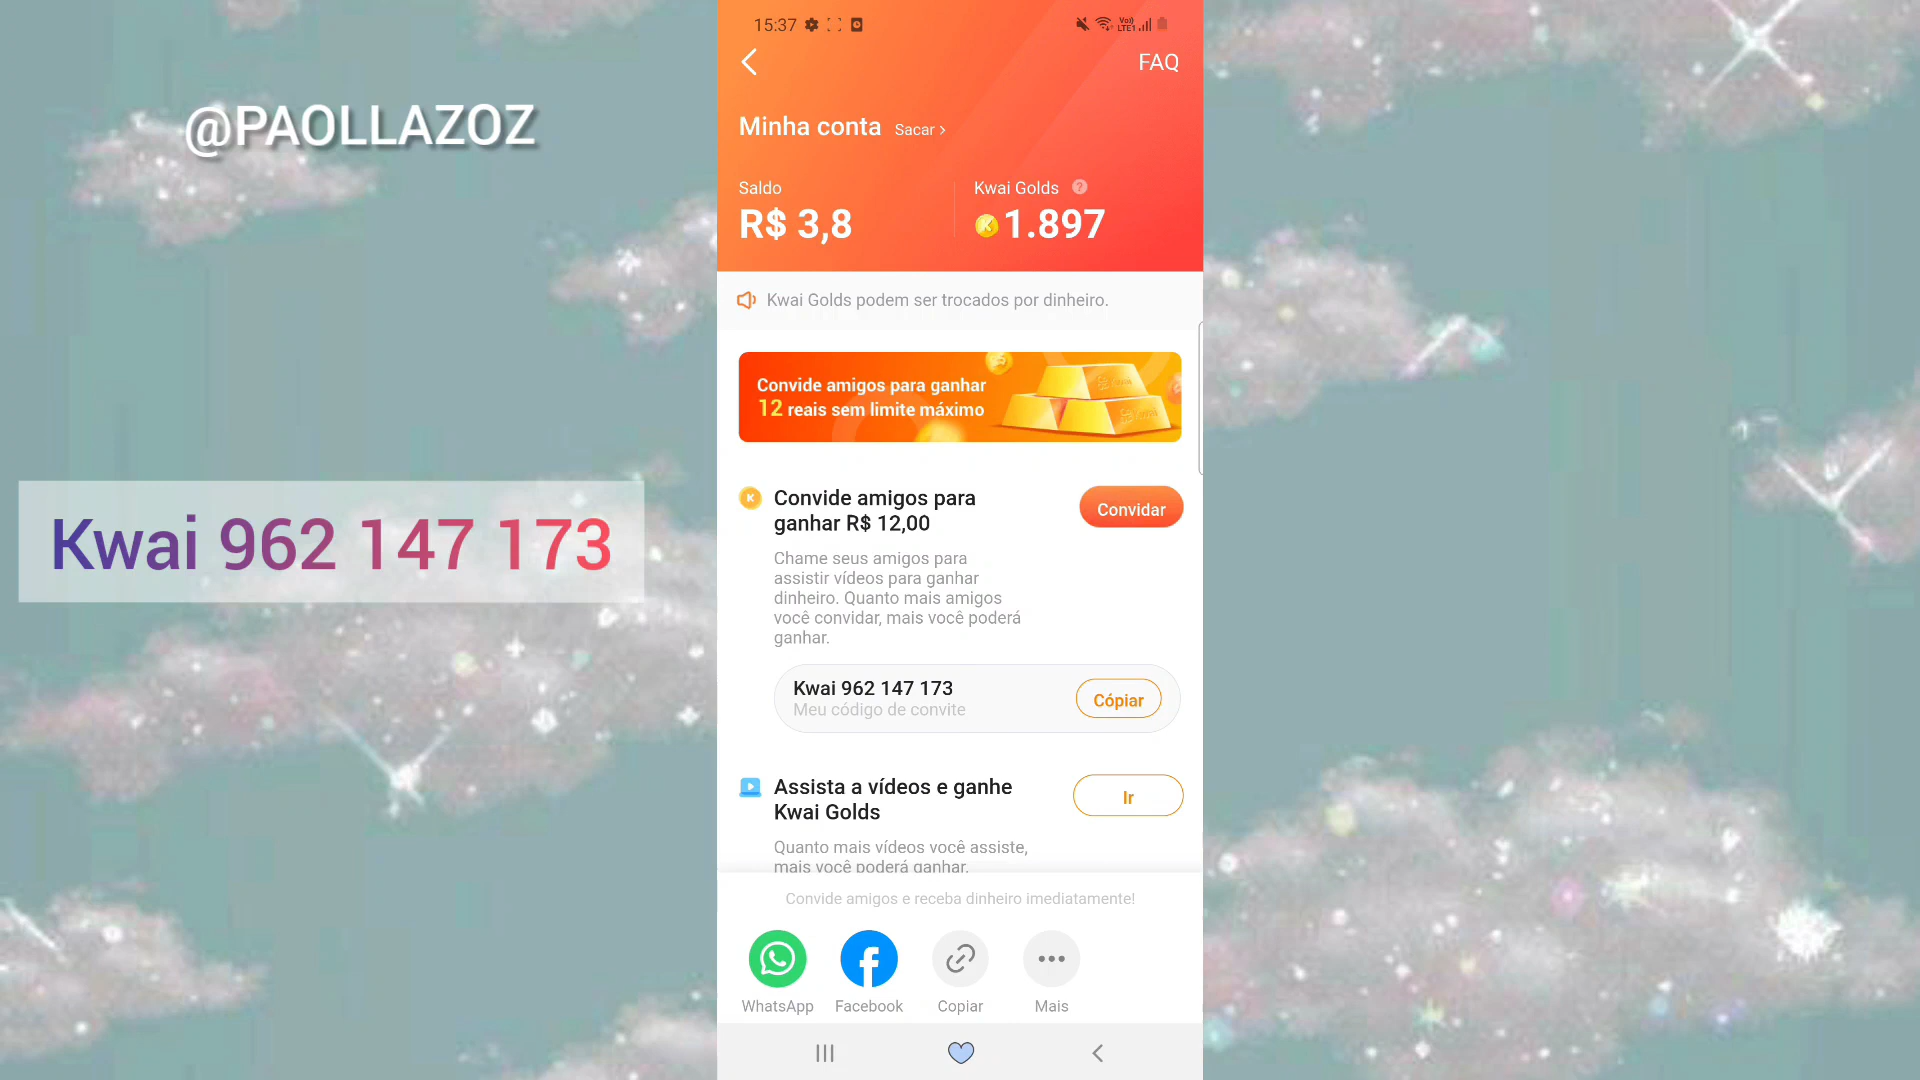 @PAOLLAZOZ
Kwai 962 147 173
15:37
FAQ
Minha conta Sacar >
Saldo
R$ 3,8
Kwai Golds ?
1.897
Kwai Golds podem ser trocados por dinheiro.
Convide amigos para ganhar
12 reais sem limite máximo
Convide amigos para
ganhar R$ 12,00
Convidar
Chame seus amigos para
assistir vídeos para ganhar
dinheiro. Quanto mais amigos
você convidar, mais você poderá
ganhar.
Kwai 962 147 173
Meu código de convite
Cópiar
Assista a vídeos e ganhe
Kwai Golds
Ir
Quanto mais vídeos você assiste,
mais você poderá ganhar.
Convide amigos e receba dinheiro imediatamente!
WhatsApp
Facebook
Copiar
Mais